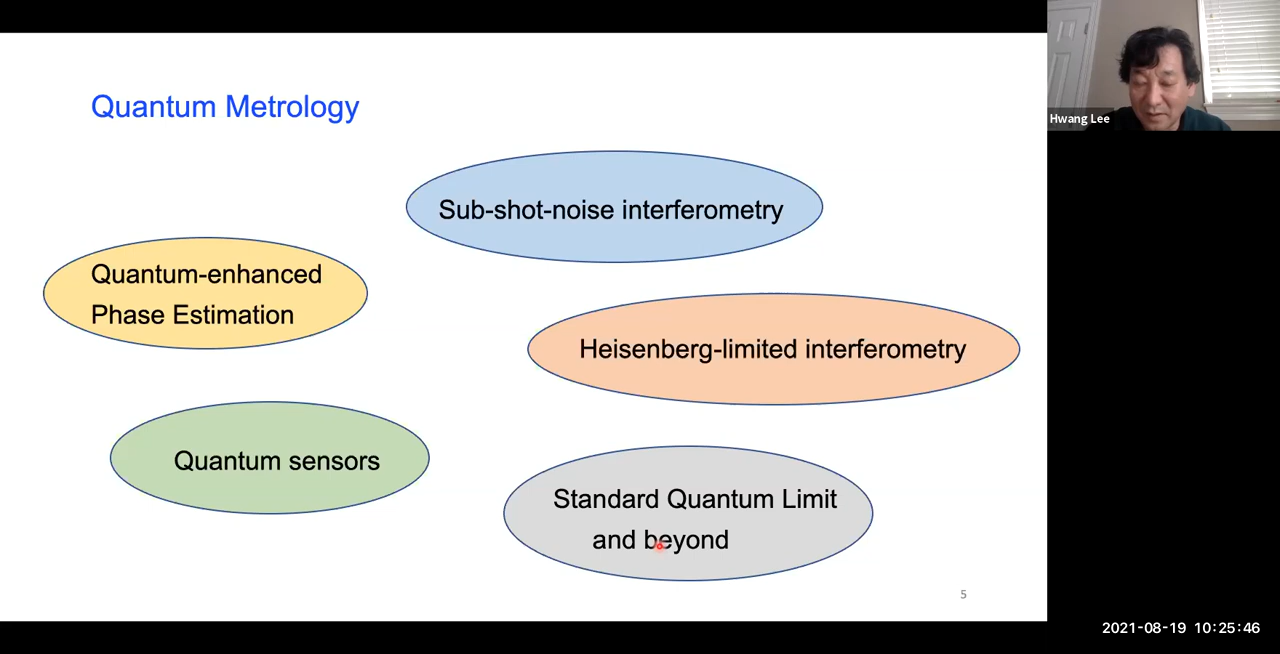 Quantum Metrology
Sub-shot-noise interferometry
Quantum-enhanced
Phase Estimation
Heisenberg-limited interferometry
Quantum sensors
Standard Quantum Limit
and beyond
5
Hwang Lee
2021-08-19 10:25:46